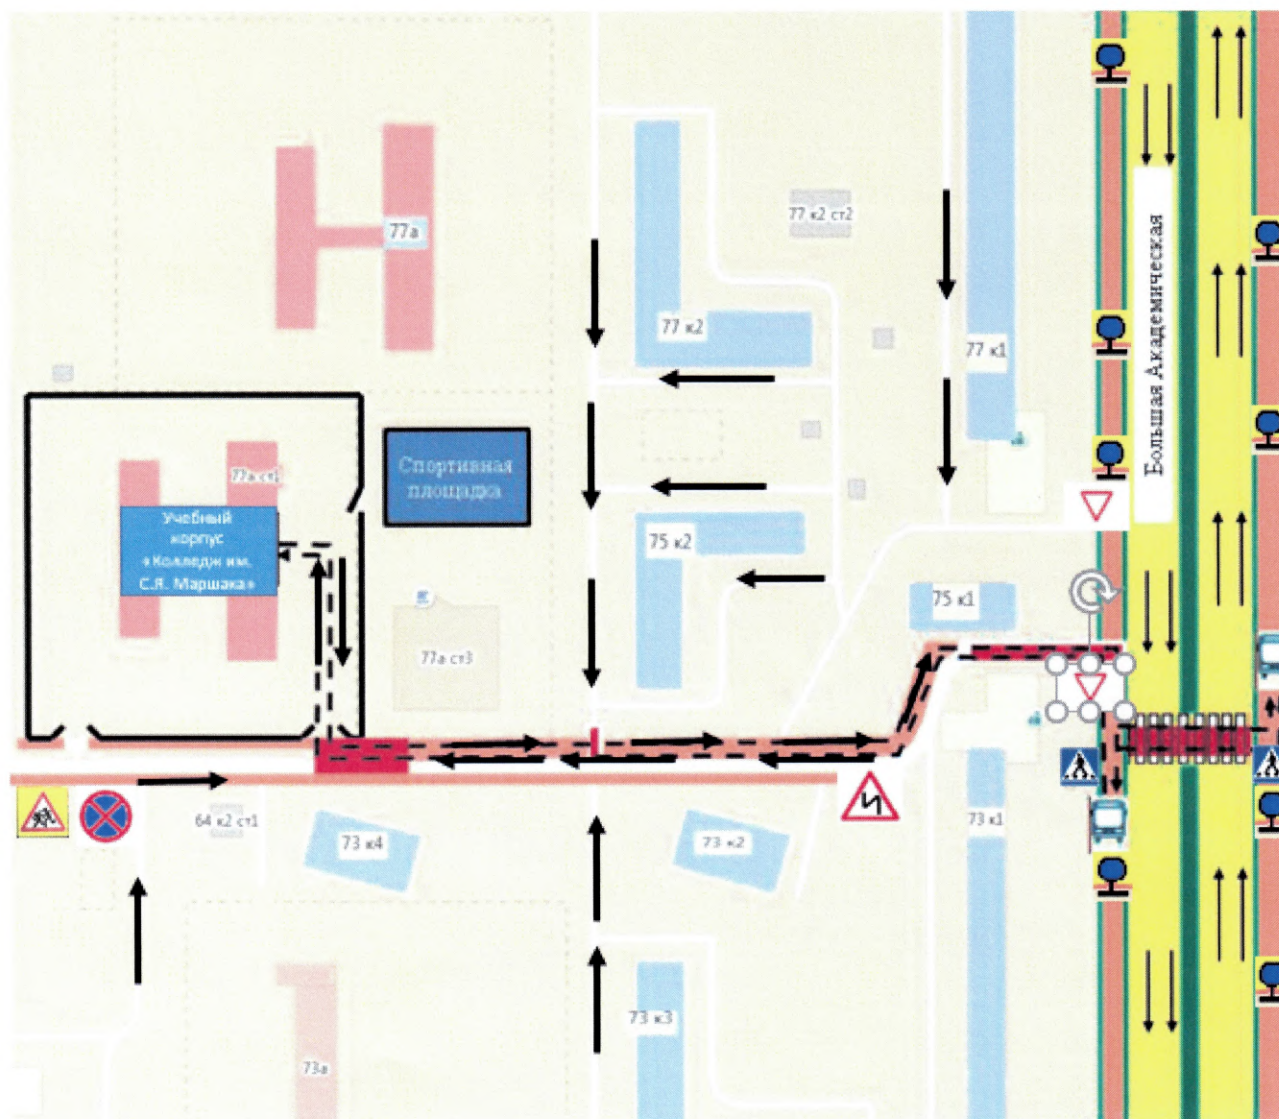 77а
77 к2 ст2
Большая Академическая
77 к2
77 к1
Спортивная
площадка
77а ст1
Учебный
корпус
«Колледж им.
С.Я. Маршака»
75 к2
75 к1
77а ст3
64 к2 ст1
73 к4
73 к2
73 к1
73 к3
73а